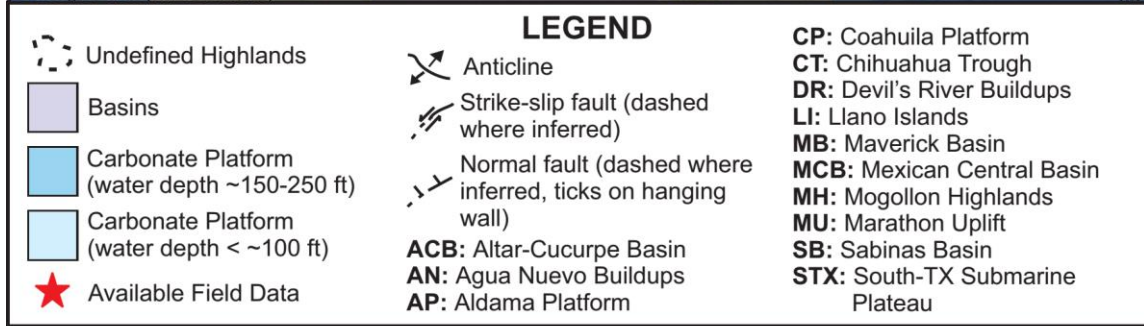 LEGEND
Undefined Highlands
Basins
Carbonate Platform
(water depth ~150-250 ft)
Carbonate Platform
(water depth < ~100 ft)
Available Field Data
Anticline
Strike-slip fault (dashed
where inferred)
Normal fault (dashed where
inferred, ticks on hanging
wall)
ACB: Altar-Cucurpe Basin
AN: Agua Nuevo Buildups
AP: Aldama Platform
CP: Coahuila Platform
CT: Chihuahua Trough
DR: Devil's River Buildups
LI: Llano Islands
MB: Maverick Basin
MCB: Mexican Central Basin
MH: Mogollon Highlands
MU: Marathon Uplift
SB: Sabinas Basin
STX: South-TX Submarine
Plateau